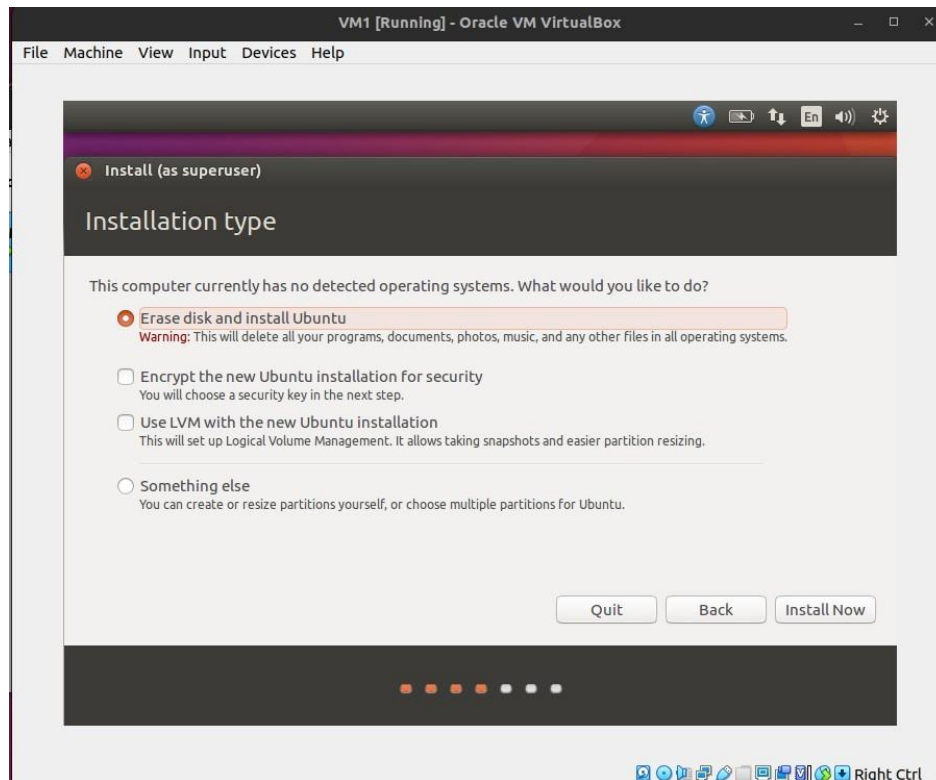 VM1 [Running] - Oracle VM VirtualBox
File Machine View Input Devices Help
En
Install (as superuser)
Installation type
This computer currently has no detected operating systems. What would you like to do?
Erase disk and install Ubuntu
Warning: This will delete all your programs, documents, photos, music, and any other files in all operating systems.
Encrypt the new Ubuntu installation for security
You will choose a security key in the next step.
Use LVM with the new Ubuntu installation
This will set up Logical Volume Management. It allows taking snapshots and easier partition resizing.
Something else
You can create or resize partitions yourself, or choose multiple partitions for Ubuntu.
Quit Back Install Now
Right Ctrl